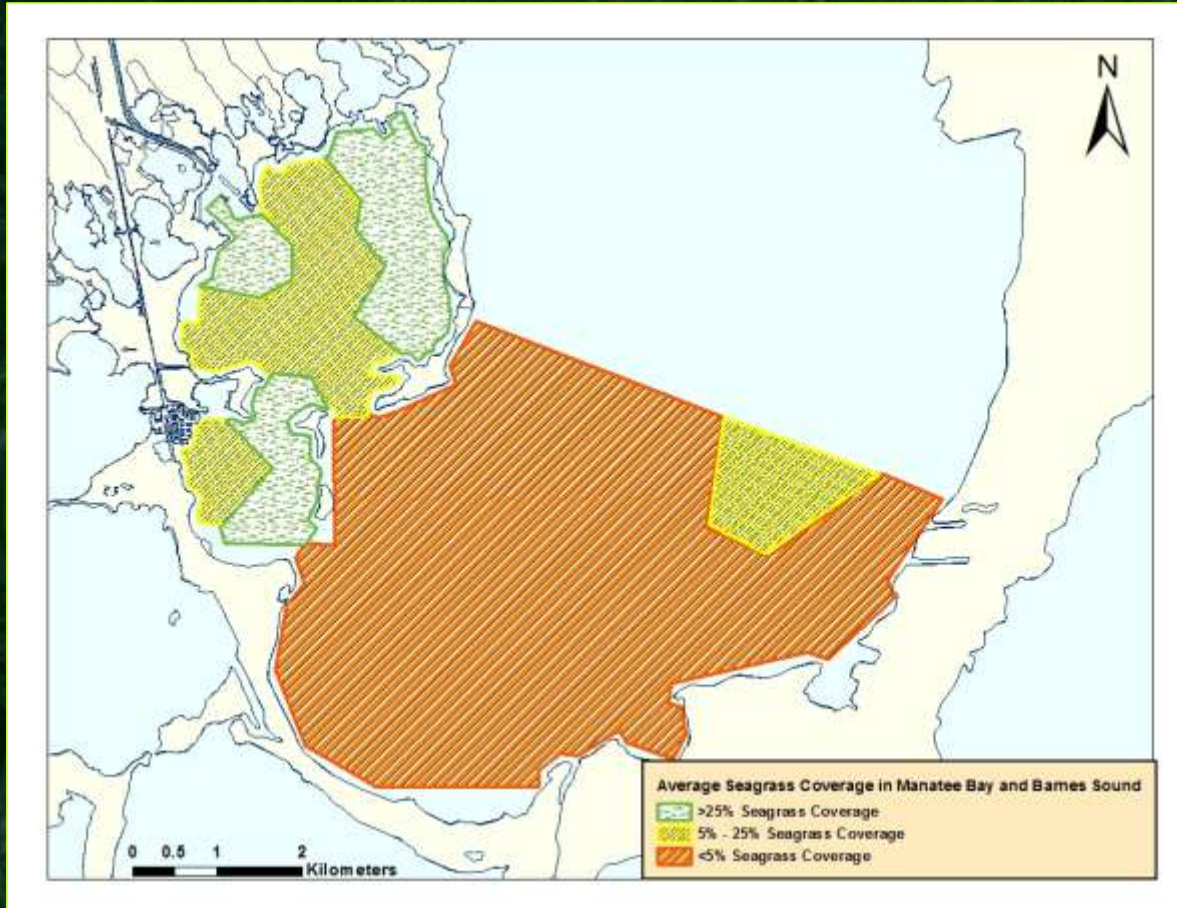 N
Average Seagrass Coverage in Manatee Bay and Barnes Sound
>25% Seagrass Coverage
5% - 25% Seagrass Coverage
<5% Seagrass Coverage
0 0.5 1 2
Kilometers